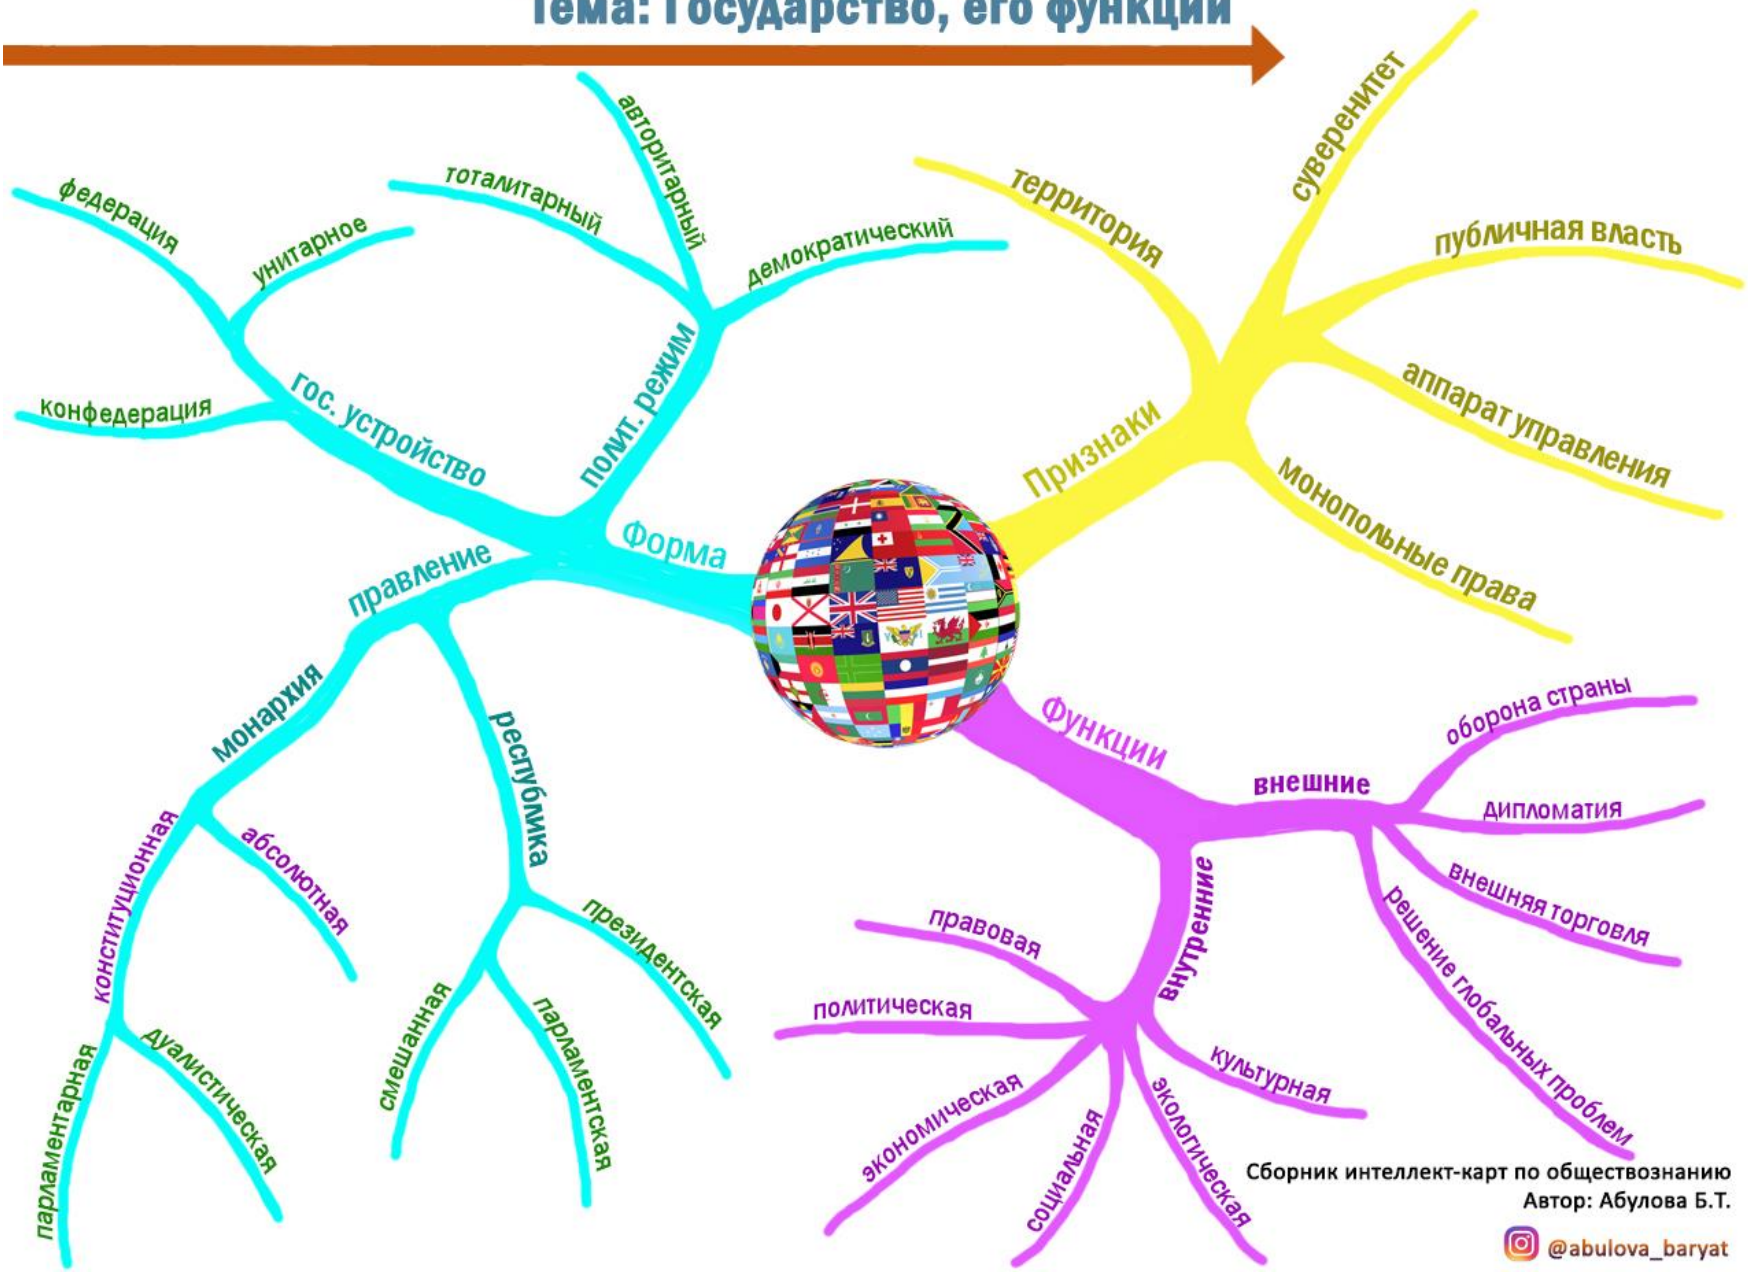 Тема: Государство, его функции
Форма
гос. устройство
федерация
унитарное
конфедерация
полит. режим
тоталитарный
авторитарный
демократический
правление
монархия
конституционная
абсолютная
парламентарная
дуалистическая
республика
президентская
смешанная
парламентская
Признаки
территория
суверенитет
публичная власть
аппарат управления
монопольные права
Функции
внешние
оборона страны
дипломатия
внешняя торговля
решение глобальных проблем
внутренние
правовая
политическая
экономическая
социальная
экологическая
культурная
Сборник интеллект-карт по обществознанию
Автор: Абулова Б.Т.
@abulova_baryat